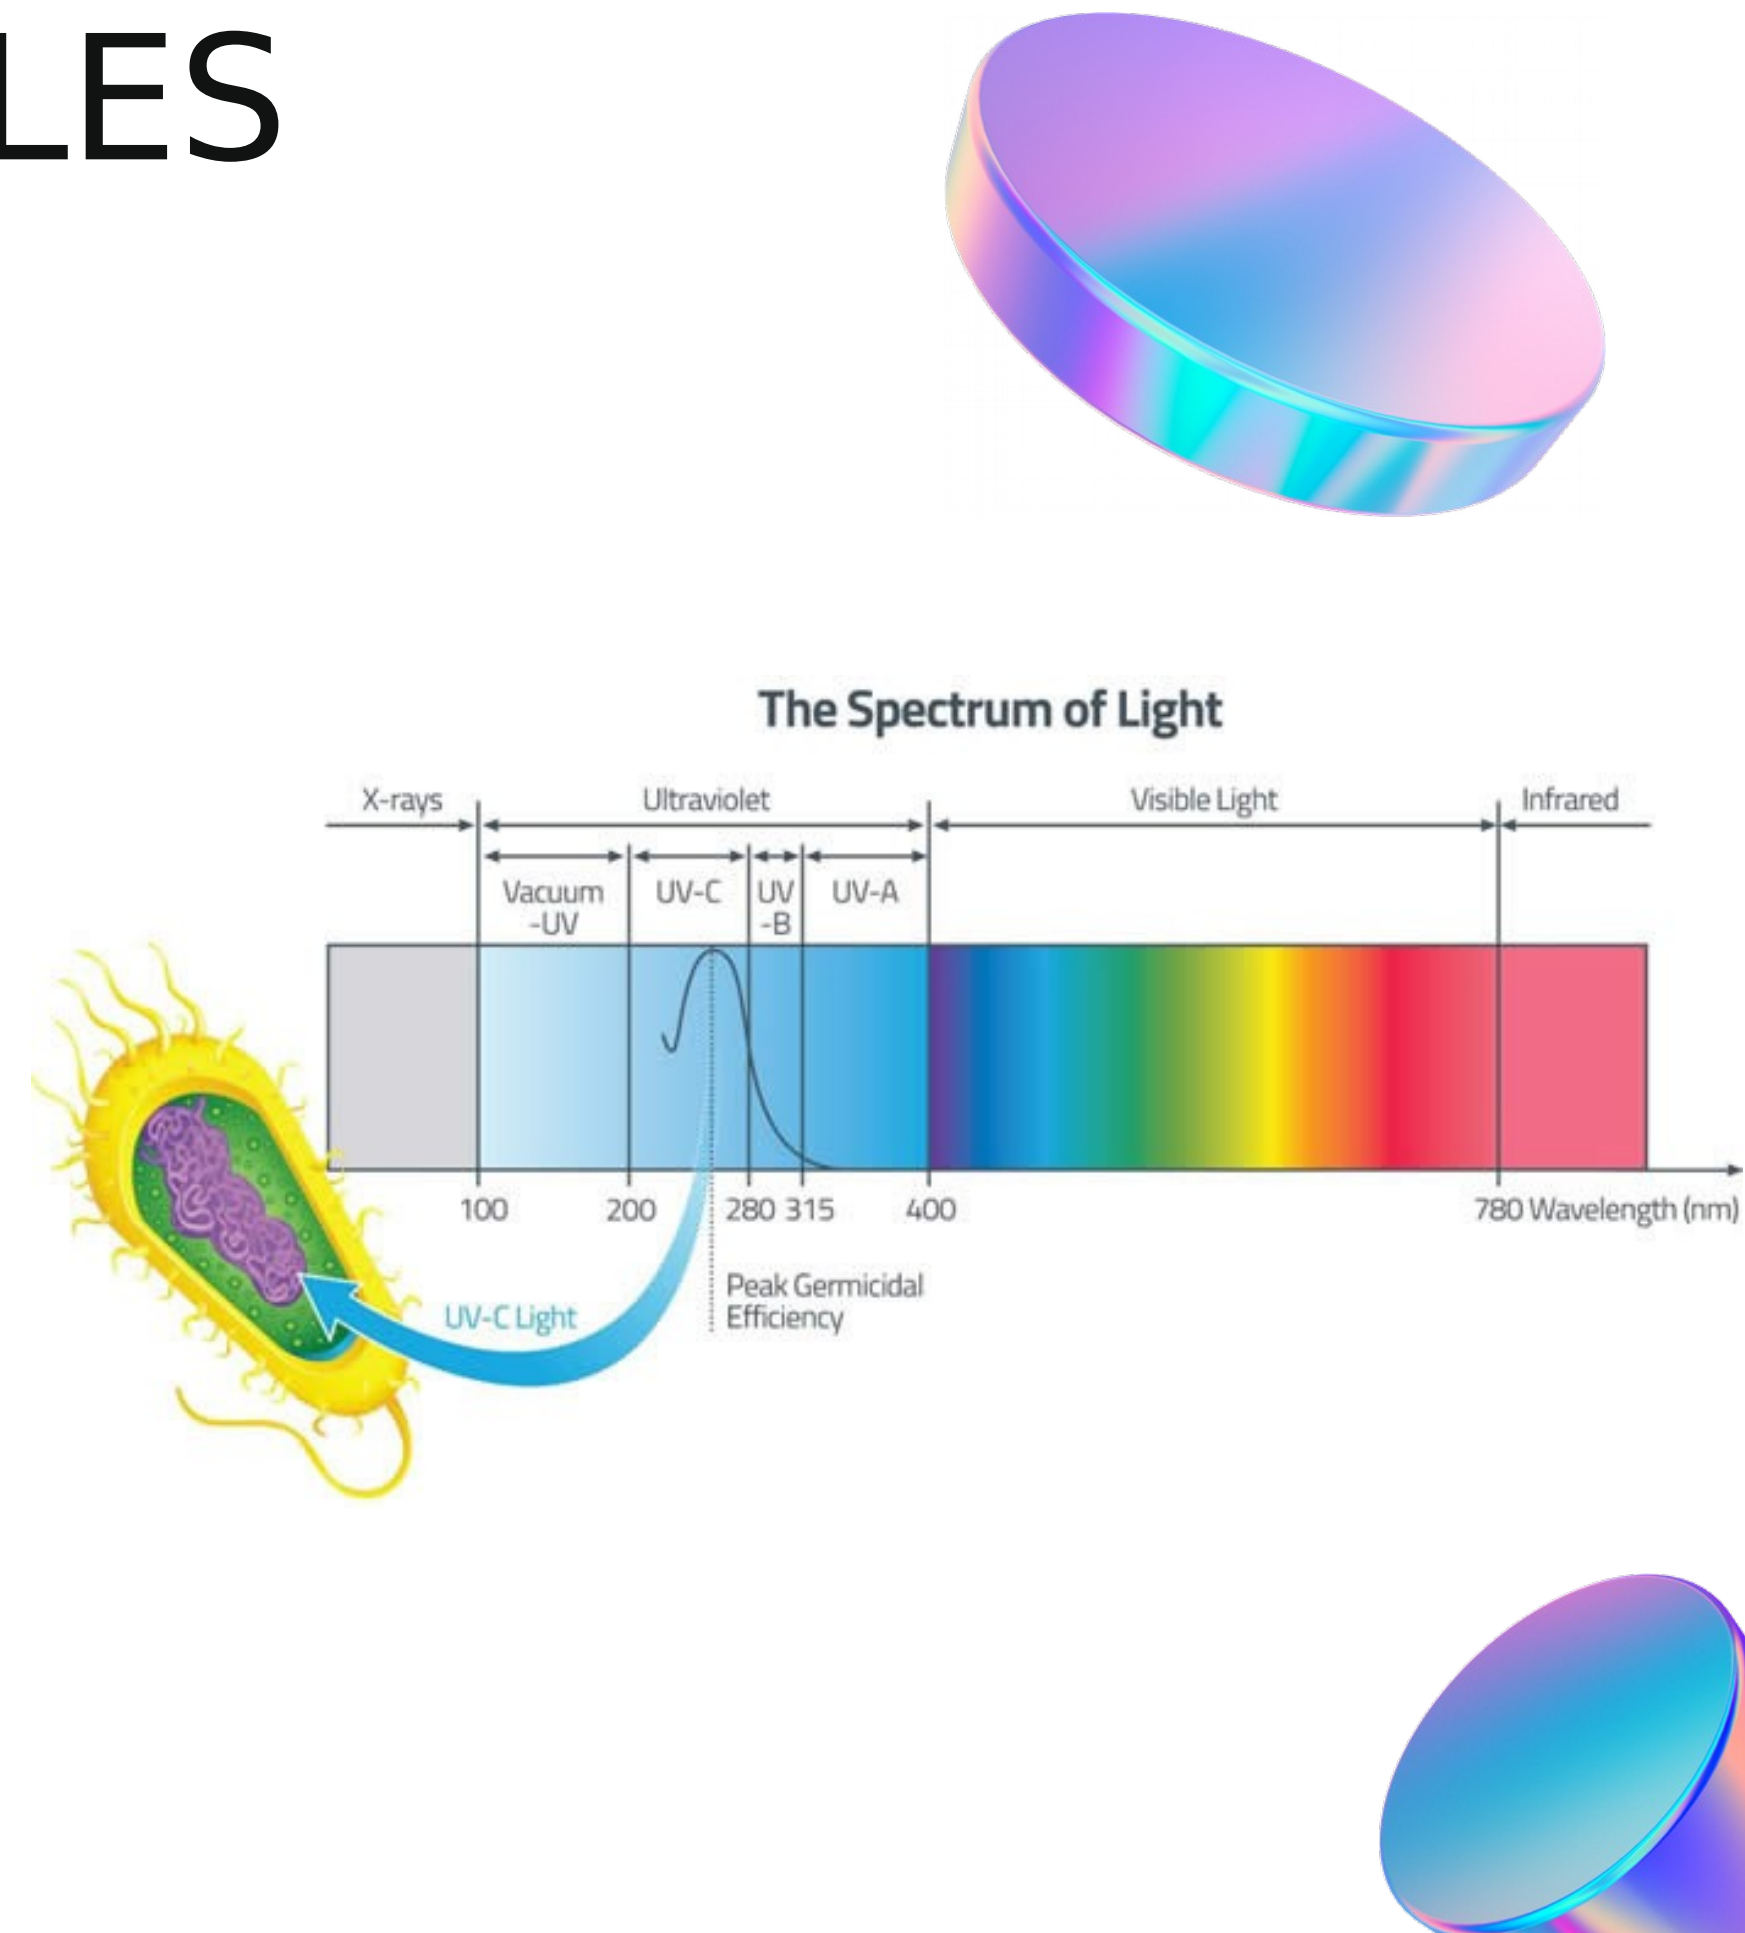 LES
The Spectrum of Light
X-rays
Ultraviolet
Visible Light
Infrared
Vacuum
-UV
UV-C
UV
-B
UV-A
100
200
280
315
400
780
Wavelength (nm)
Peak Germicidal
Efficiency
UV-C Light